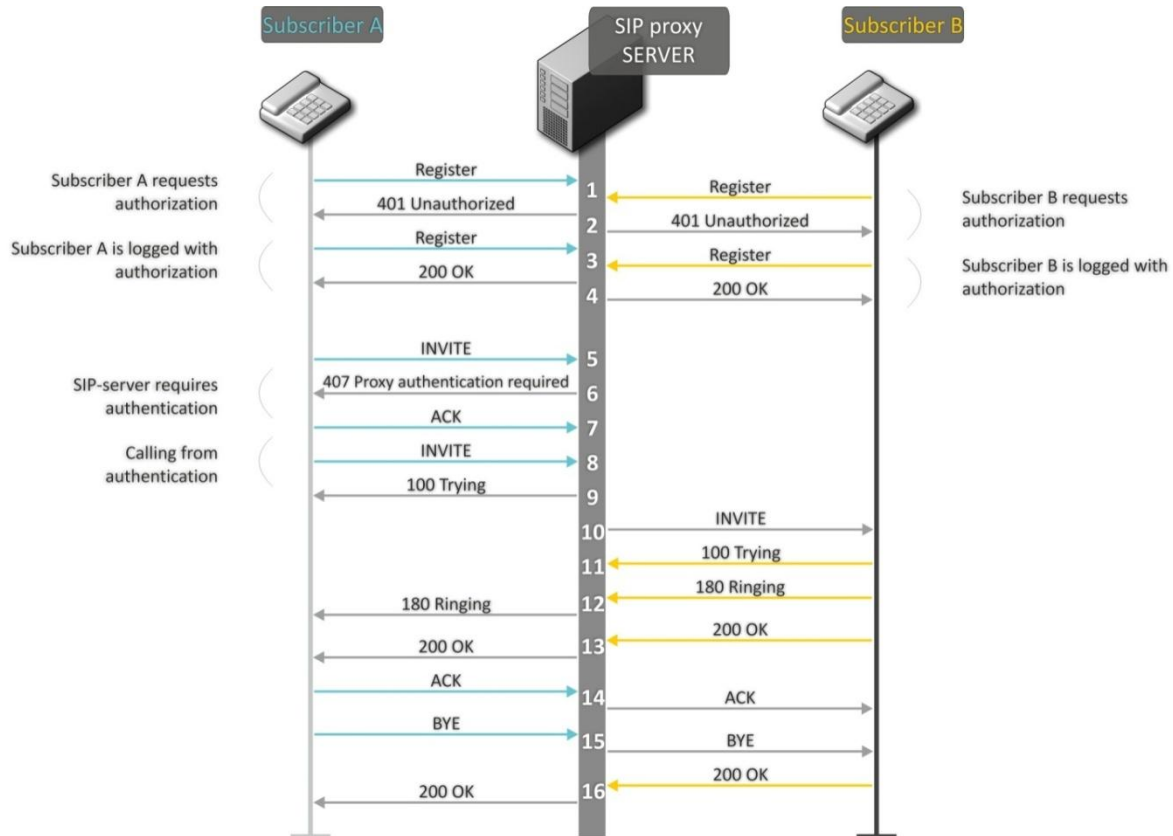 Subscriber A
SIP proxy
SERVER
Subscriber B
Subscriber A requests
authorization
Register
1
Register
Subscriber B requests
authorization
401 Unauthorized
2
401 Unauthorized
Subscriber A is logged with
authorization
Register
3
Register
Subscriber B is logged with
authorization
200 OK
4
200 OK
INVITE
5
SIP-server requires
authentication
407 Proxy authentication required
6
ACK
7
Calling from
authentication
INVITE
8
100 Trying
9
10
INVITE
11
100 Trying
180 Ringing
12
180 Ringing
200 OK
13
200 OK
ACK
14
ACK
BYE
15
BYE
200 OK
16
200 OK